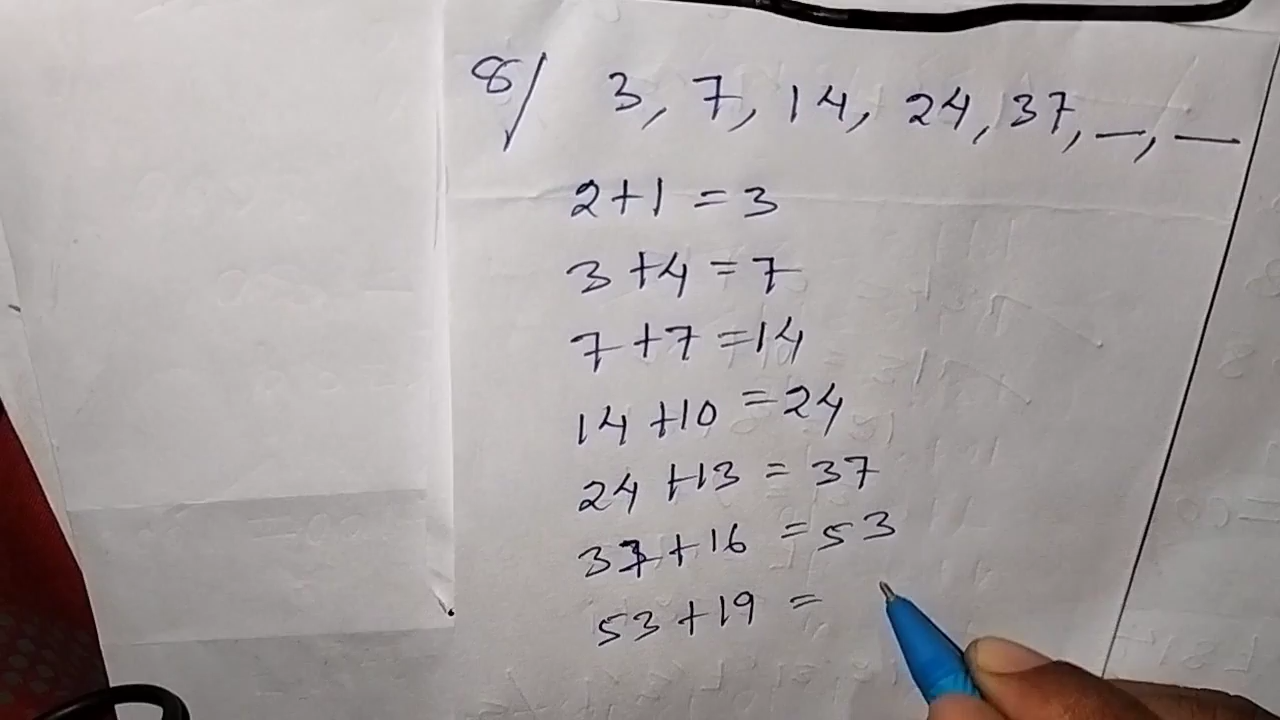 8/ 3, 7, 14, 24, 37, _, _
2+1 = 3
3+4 = 7
7+7 = 14
14+10 = 24
24+13 = 37
37+16 = 53
53+19 =